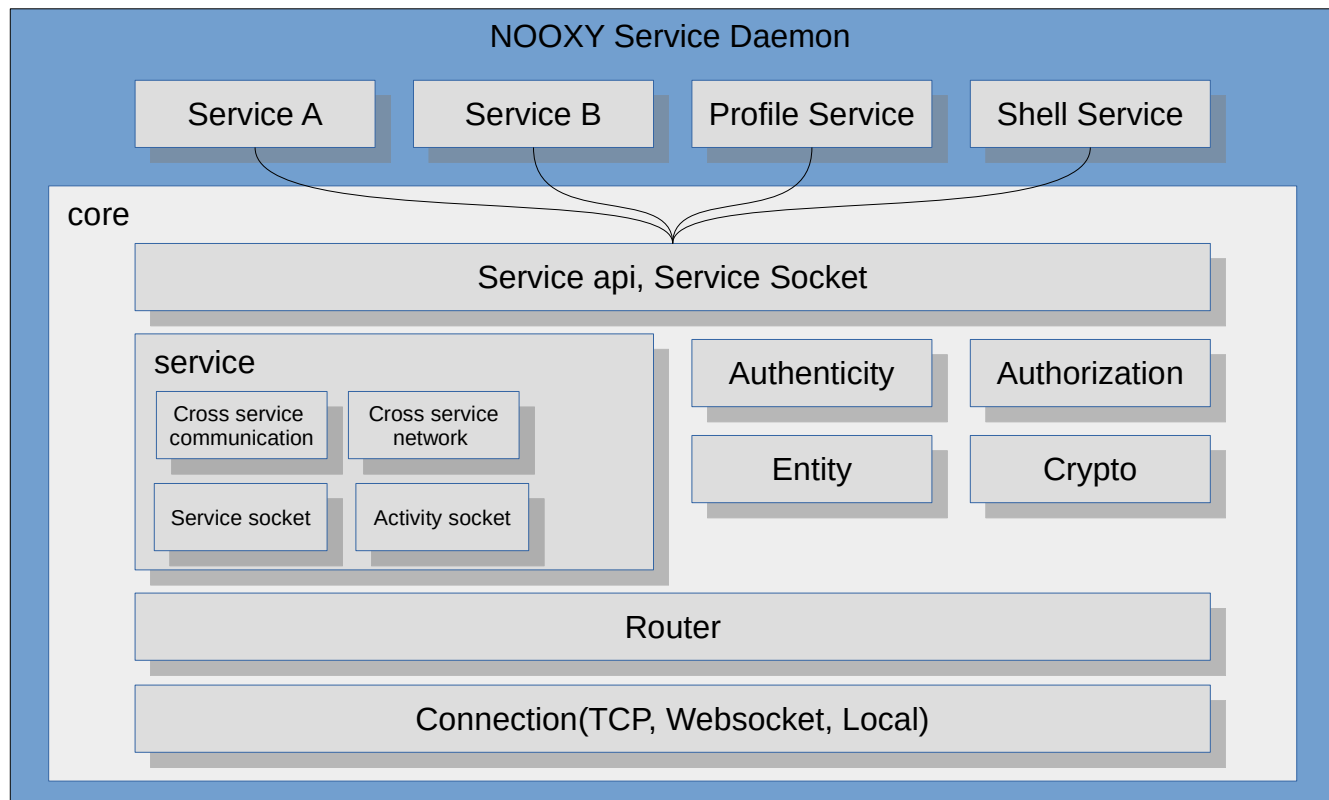 NOOXY Service Daemon
Service A
Service B
Profile Service
Shell Service
core
Service api, Service Socket
service
Cross service
communication
Cross service
network
Service socket
Activity socket
Authenticity
Authorization
Entity
Crypto
Router
Connection(TCP, Websocket, Local)